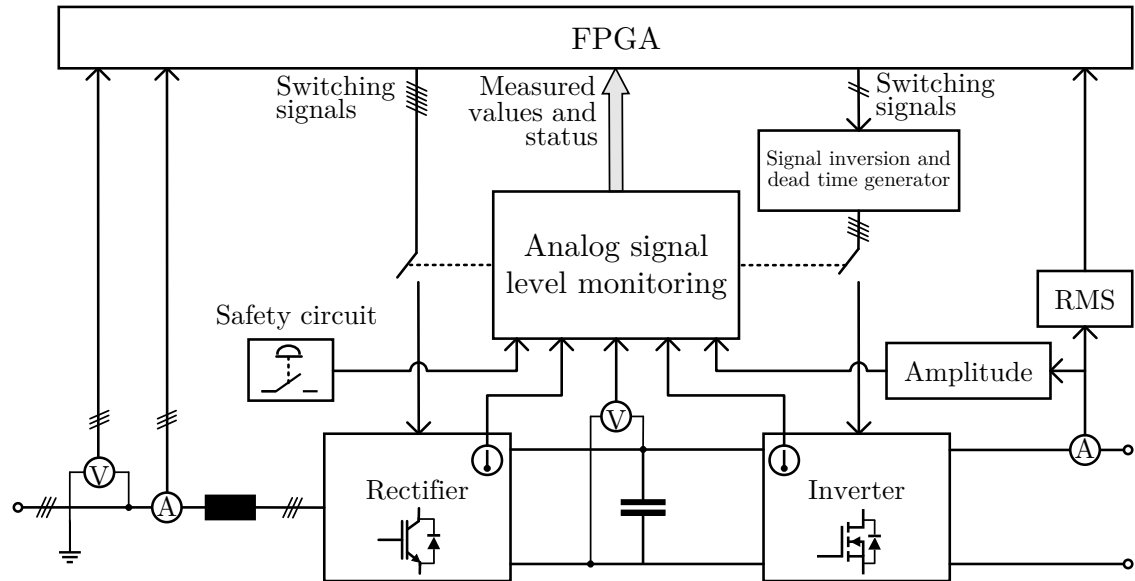 FPGA
Switching
signals
Measured
values and
status
Switching
signals
Signal inversion and
dead time generator
Analog signal
level monitoring
RMS
Safety circuit
Amplitude
V
V
A
A
Rectifier
Inverter